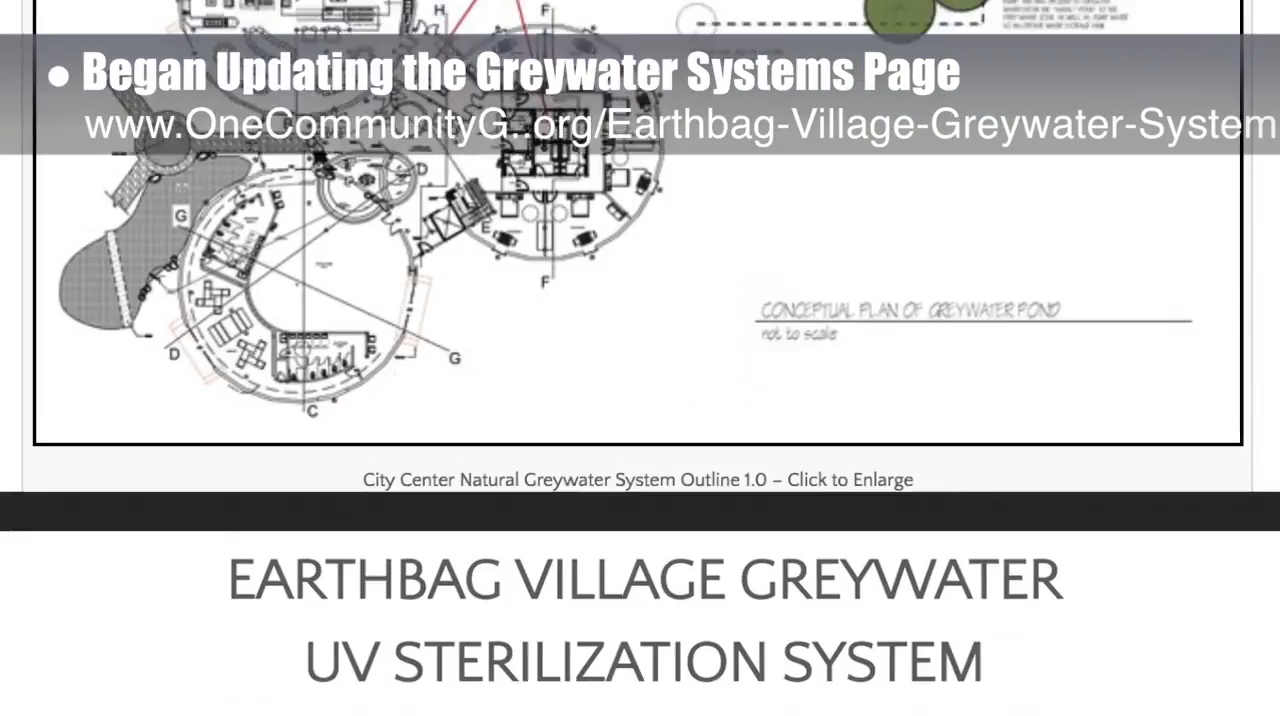 H
F
● Began Updating the Greywater Systems Page
www.OneCommunityG..org/Earthbag-Village-Greywater-System
D
G
E
H
F
CONCEPTUAL PLAN OF GREYWATER POND
not to scale
D
G
C
City Center Natural Greywater System Outline 1.0 – Click to Enlarge
EARTHBAG VILLAGE GREYWATER
UV STERILIZATION SYSTEM